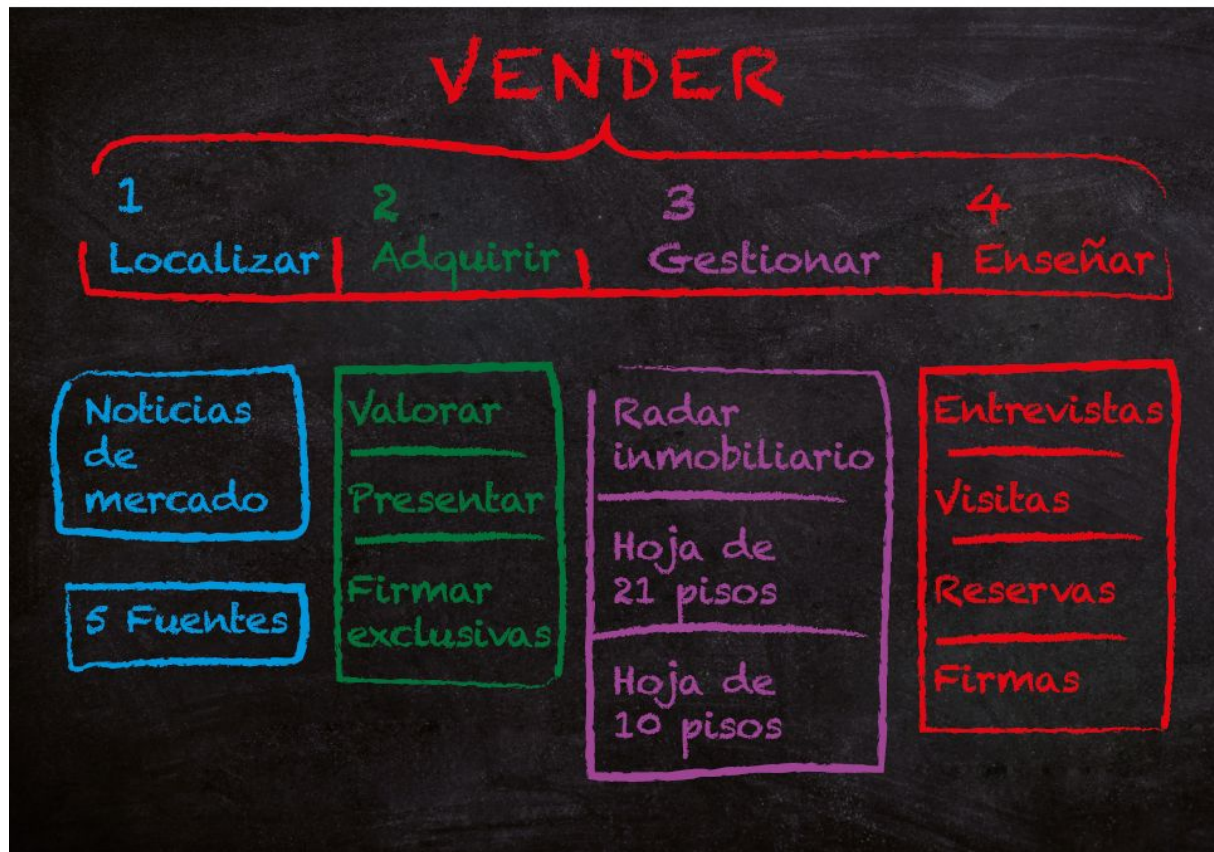 VENDER
1
Localizar
2
Adquirir
3
Gestionar
4
Enseñar
Noticias
de
mercado
5 Fuentes
Valorar
Presentar
Firmar
exclusivas
Radar
inmobiliario
Hoja de
21 pisos
Hoja de
10 pisos
Entrevistas
Visitas
Reservas
Firmas